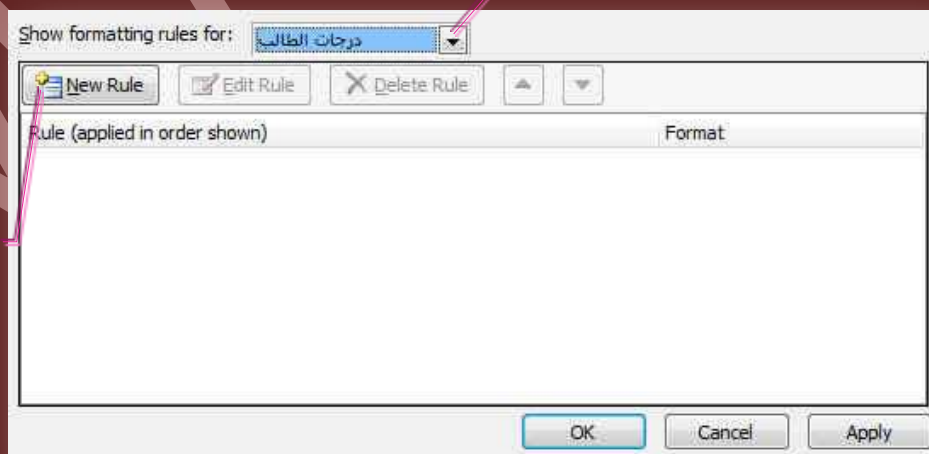 Show formatting rules for: درجات الطالب
New Rule Edit Rule Delete Rule
Rule (applied in order shown) Format
OK Cancel Apply